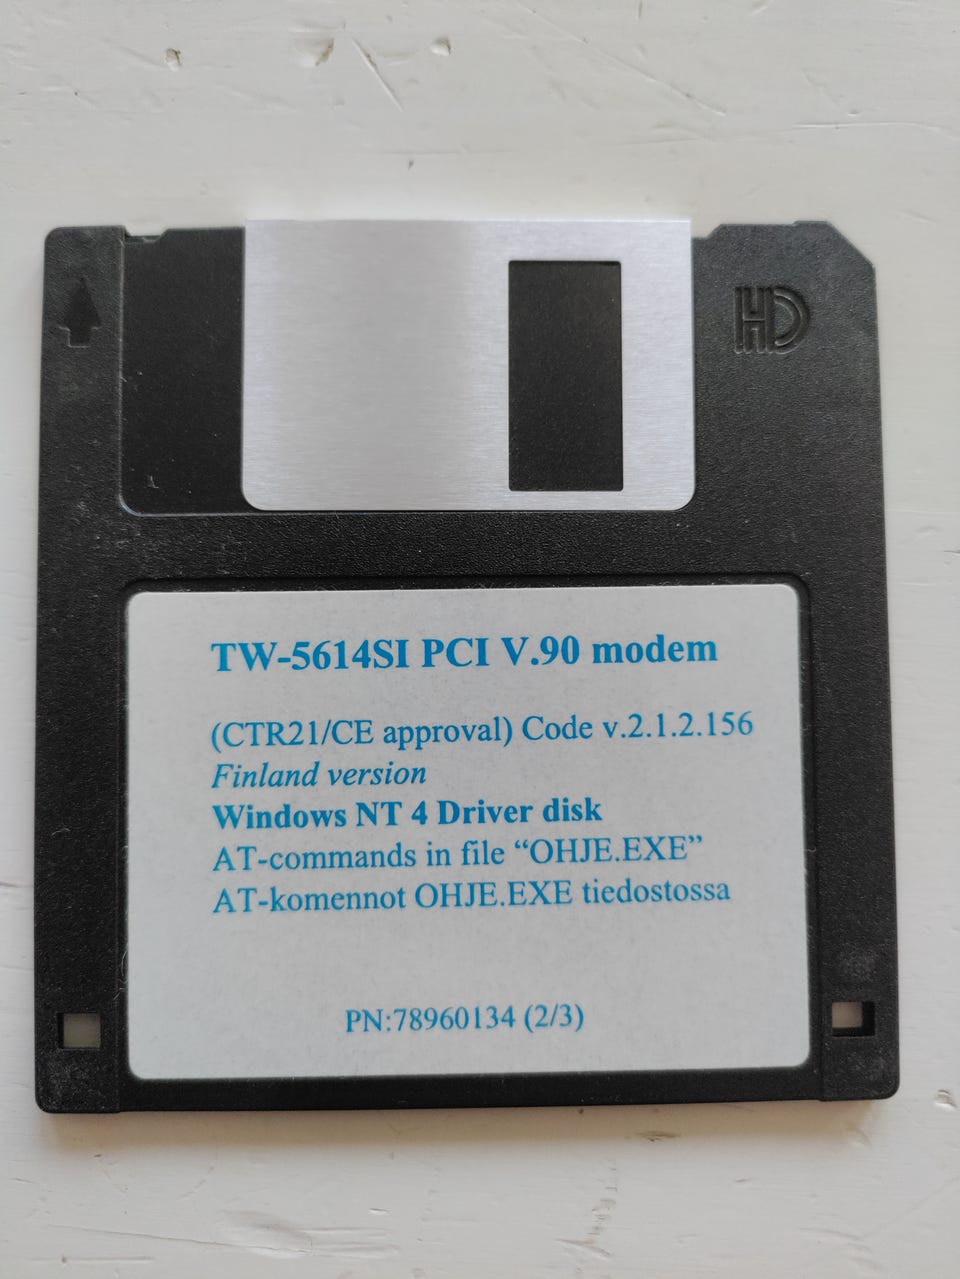 HD
TW-5614SI PCI V.90 modem
(CTR21/CE approval) Code v.2.1.2.156
Finland version
Windows NT 4 Driver disk
AT-commands in file “OHJE.EXE”
AT-komennot OHJE.EXE tiedostossa
PN:78960134 (2/3)